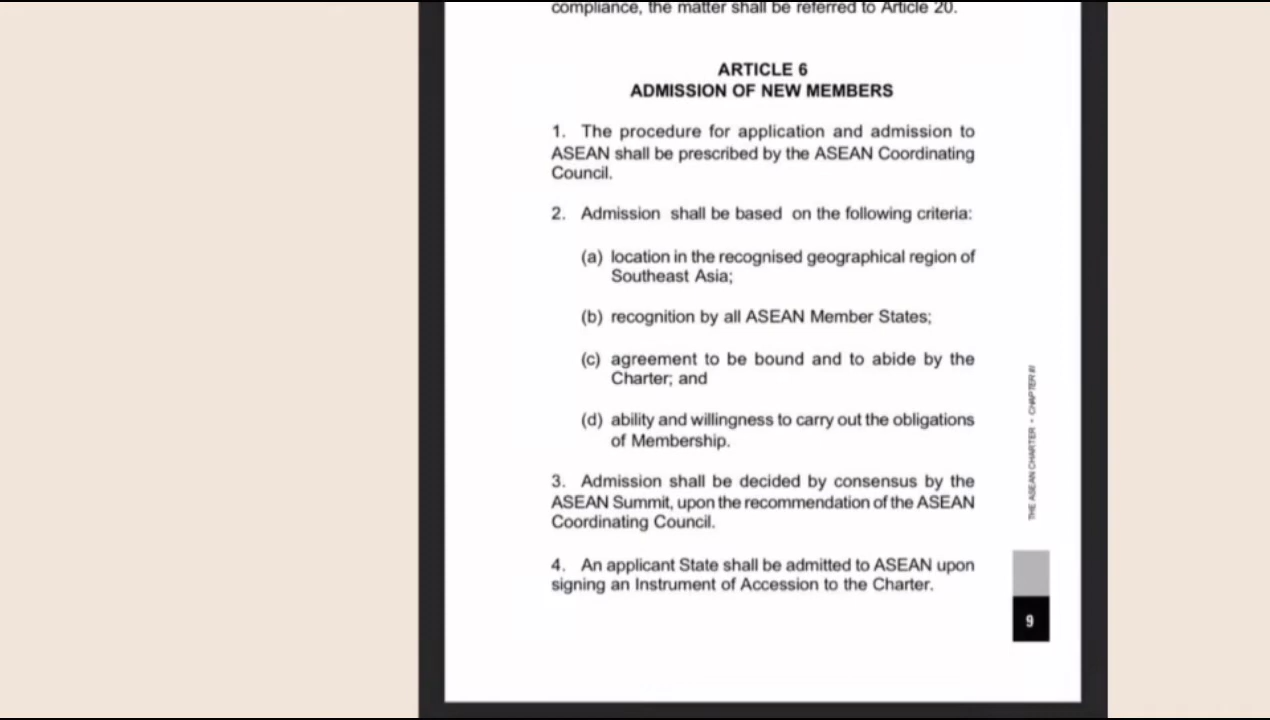 compliance, the matter shall be referred to Article 20.
ARTICLE 6
ADMISSION OF NEW MEMBERS
1. The procedure for application and admission to
ASEAN shall be prescribed by the ASEAN Coordinating
Council.
2. Admission shall be based on the following criteria:
(a) location in the recognised geographical region of
Southeast Asia;
(b) recognition by all ASEAN Member States;
(c) agreement to be bound and to abide by the
Charter; and
(d) ability and willingness to carry out the obligations
of Membership.
3. Admission shall be decided by consensus by the
ASEAN Summit, upon the recommendation of the ASEAN
Coordinating Council.
4. An applicant State shall be admitted to ASEAN upon
signing an Instrument of Accession to the Charter.
THE ASEAN CHARTER • CHAPTER III
9